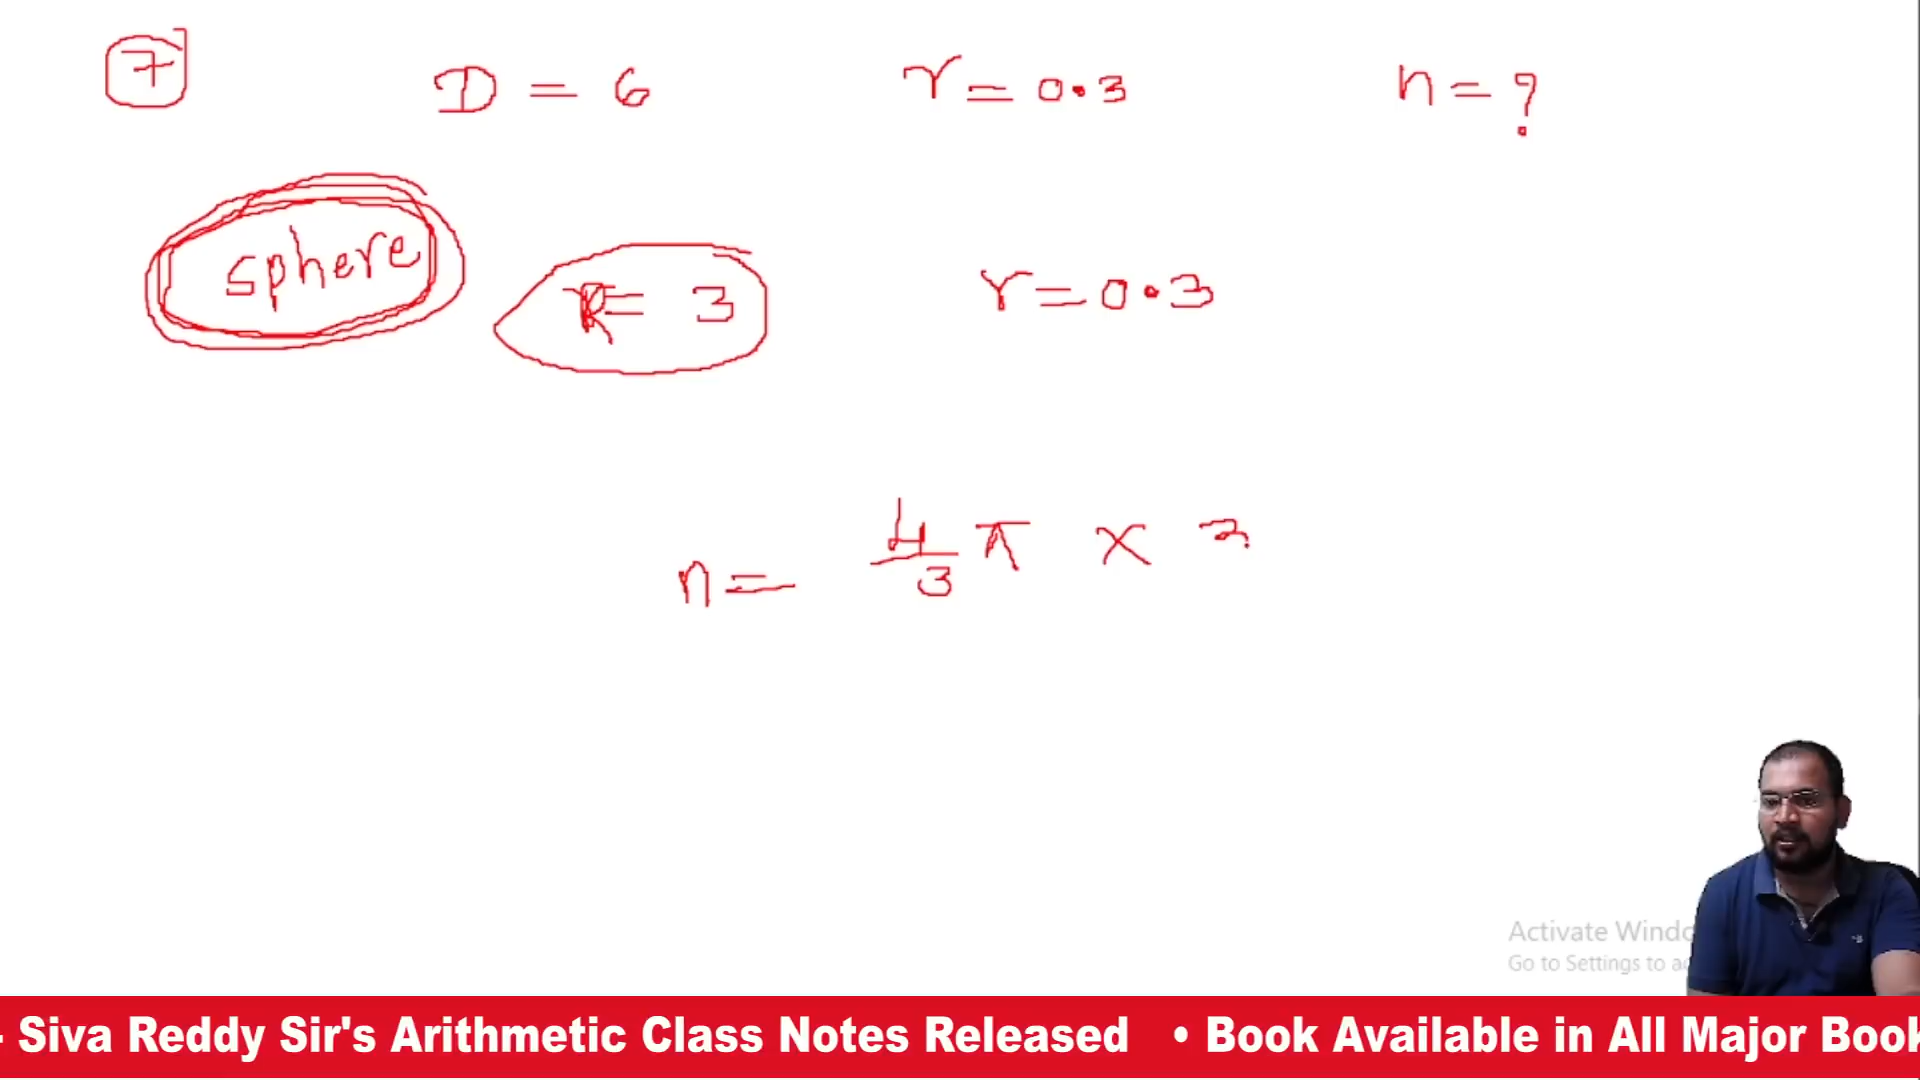 7 D = 6 r = 0.3 n = ?
sphere R = 3 r = 0.3
n = 4/3 π × 3
Activate Windo
Go to Settings to a
- Siva Reddy Sir's Arithmetic Class Notes Released • Book Available in All Major Book